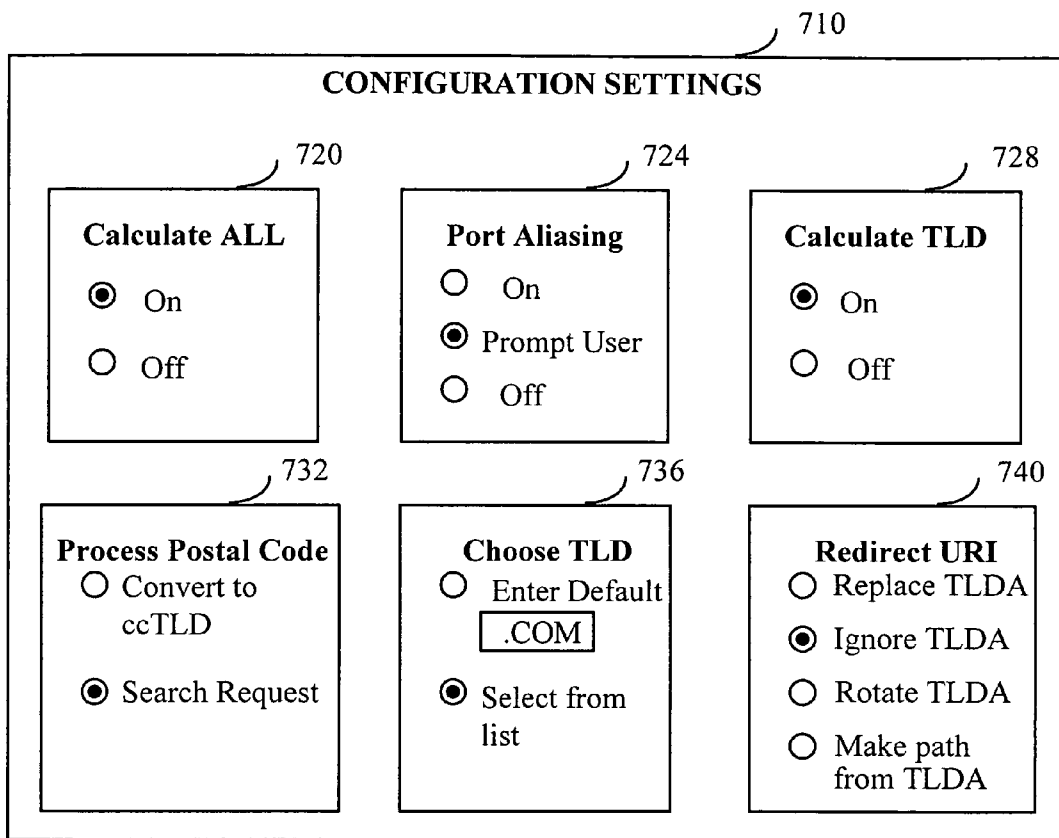 710
CONFIGURATION SETTINGS
720
724
728
Calculate ALL
On
Off
Port Aliasing
On
Prompt User
Off
Calculate TLD
On
Off
732
736
740
Process Postal Code
Convert to
ccTLD
Search Request
Choose TLD
Enter Default
.COM
Select from
list
Redirect URI
Replace TLDA
Ignore TLDA
Rotate TLDA
Make path
from TLDA